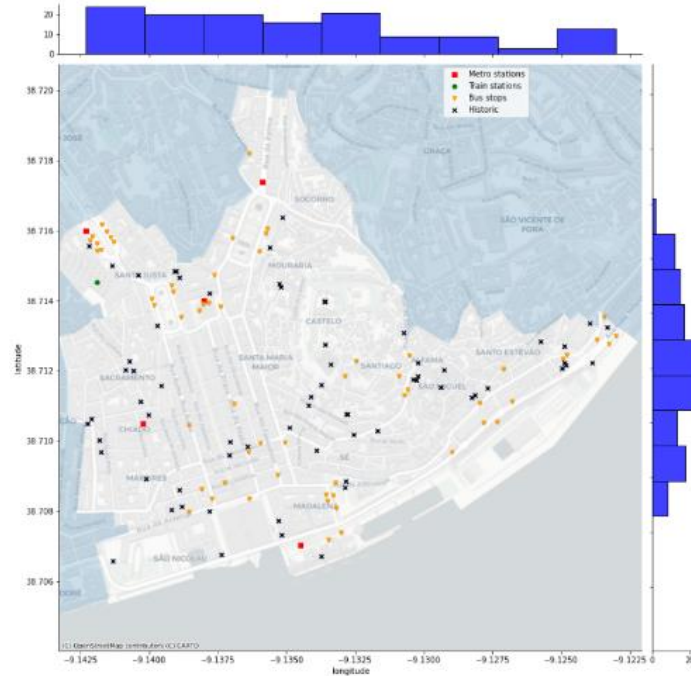 20
10
0
38.720
38.718
38.716
38.714
38.712
38.710
38.708
38.706
latitude
Metro stations
Train stations
Bus stops
Historic
GRAÇA
JOSÉ
SOCORRO
SÃO VICENTE DE
FORA
SANTA JUSTA
MOURARIA
CASTELO
SANTA MARIA
MAIOR
SANTIAGO
ALFAMA
SANTO ESTEVÃO
SÃO MIGUEL
SACRAMENTO
CHIADO
SÉ
MÁRTIRES
MADALENA
SÃO NICOLAU
(C) OpenStreetMap contributors (C) CARTO
−9.1425
−9.1400
−9.1375
−9.1350
−9.1325
−9.1300
−9.1275
−9.1250
−9.1225
longitude
0
20